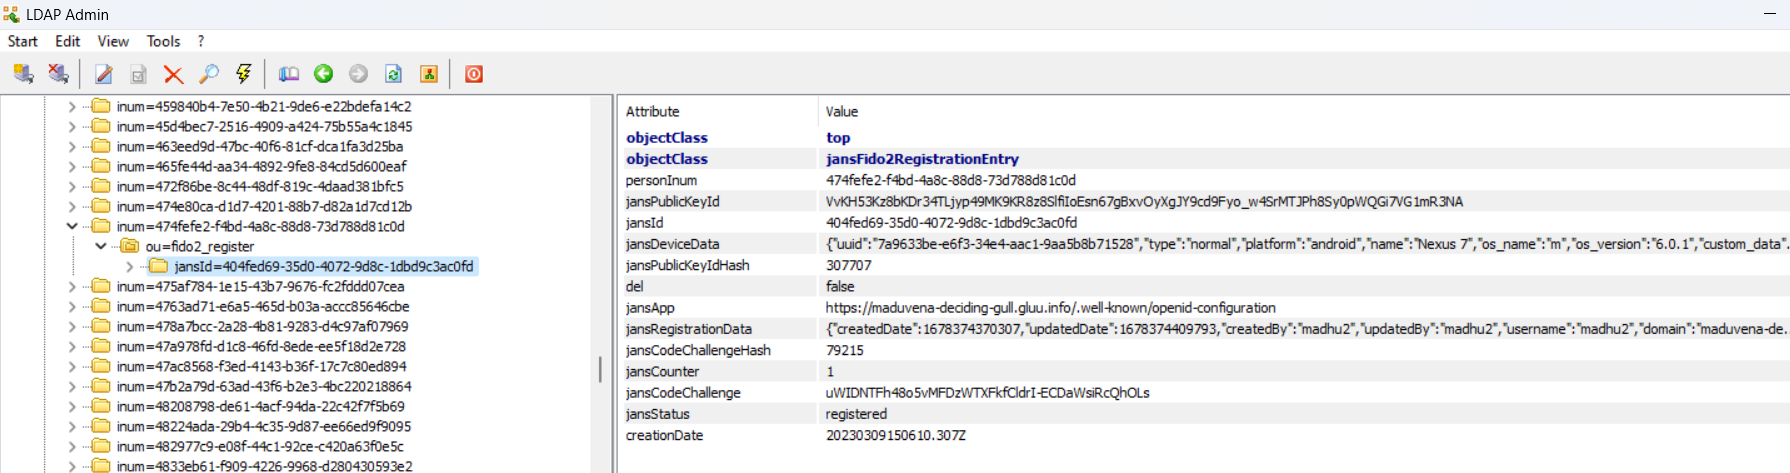 LDAP Admin
Start Edit View Tools ?
inum=459840b4-7e50-4b21-9de6-e22bdefa14c2
inum=45d4bec7-2516-4909-a424-75b55a4c1845
inum=463eed9d-47bc-40f6-81cf-dca1fa3d25ba
inum=465fe44d-aa34-4892-9fe8-84cd5d600eaf
inum=472f86be-8c44-48df-819c-4daad381bfc5
inum=474e80ca-d1d7-4201-88b7-d82a1d7cd12b
inum=474fefe2-f4bd-4a8c-88d8-73d788d81c0d
ou=fido2_register
jansId=404fed69-35d0-4072-9d8c-1dbd9c3ac0fd
inum=475af784-1e15-43b7-9676-fc2fddd07cea
inum=4763ad71-e6a5-465d-b03a-accc85646cbe
inum=478a7bcc-2a28-4b81-9283-d4c97af07969
inum=47a978fd-d1c8-46fd-8ede-ee5f18d2e728
inum=47ac8568-f3ed-4143-b36f-17c7c80ed894
inum=47b2a79d-63ad-43f6-b2e3-4bc220218864
inum=48208798-de61-4acf-94da-22c42f7f5b69
inum=48224ada-29b4-4c35-9d87-ee66ed9f9095
inum=482977c9-e08f-44c1-92ce-c420a63f0e5c
inum=4833eb61-f909-4226-9968-d280430593e2
Attribute Value
objectClass top
objectClass jansFido2RegistrationEntry
personInum 474fefe2-f4bd-4a8c-88d8-73d788d81c0d
jansPublicKeyId VvKH53Kz8bKDr34TLjyp49MK9KR8z8SlfiIoEsn67gBxvOyXgJY9cd9Fyo_w4SrMTJPh8Sy0pWQGi7VG1mR3NA
jansId 404fed69-35d0-4072-9d8c-1dbd9c3ac0fd
jansDeviceData {"uuid":"7a9633be-e6f3-34e4-aac1-9aa5b8b71528","type":"normal","platform":"android","name":"Nexus 7","os_name":"m","os_version":"6.0.1","custom_data"...
jansPublicKeyIdHash 307707
del false
jansApp https://maduvena-deciding-gull.gluu.info/.well-known/openid-configuration
jansRegistrationData {"createdDate":1678374370307,"updatedDate":1678374409793,"createdBy":"madhu2","updatedBy":"madhu2","username":"madhu2","domain":"maduvena-de...
jansCodeChallengeHash 79215
jansCounter 1
jansCodeChallenge uWIDNTFh48o5vMFDzWTXFkfCldrI-ECDaWsiRcQhOLs
jansStatus registered
creationDate 20230309150610.307Z